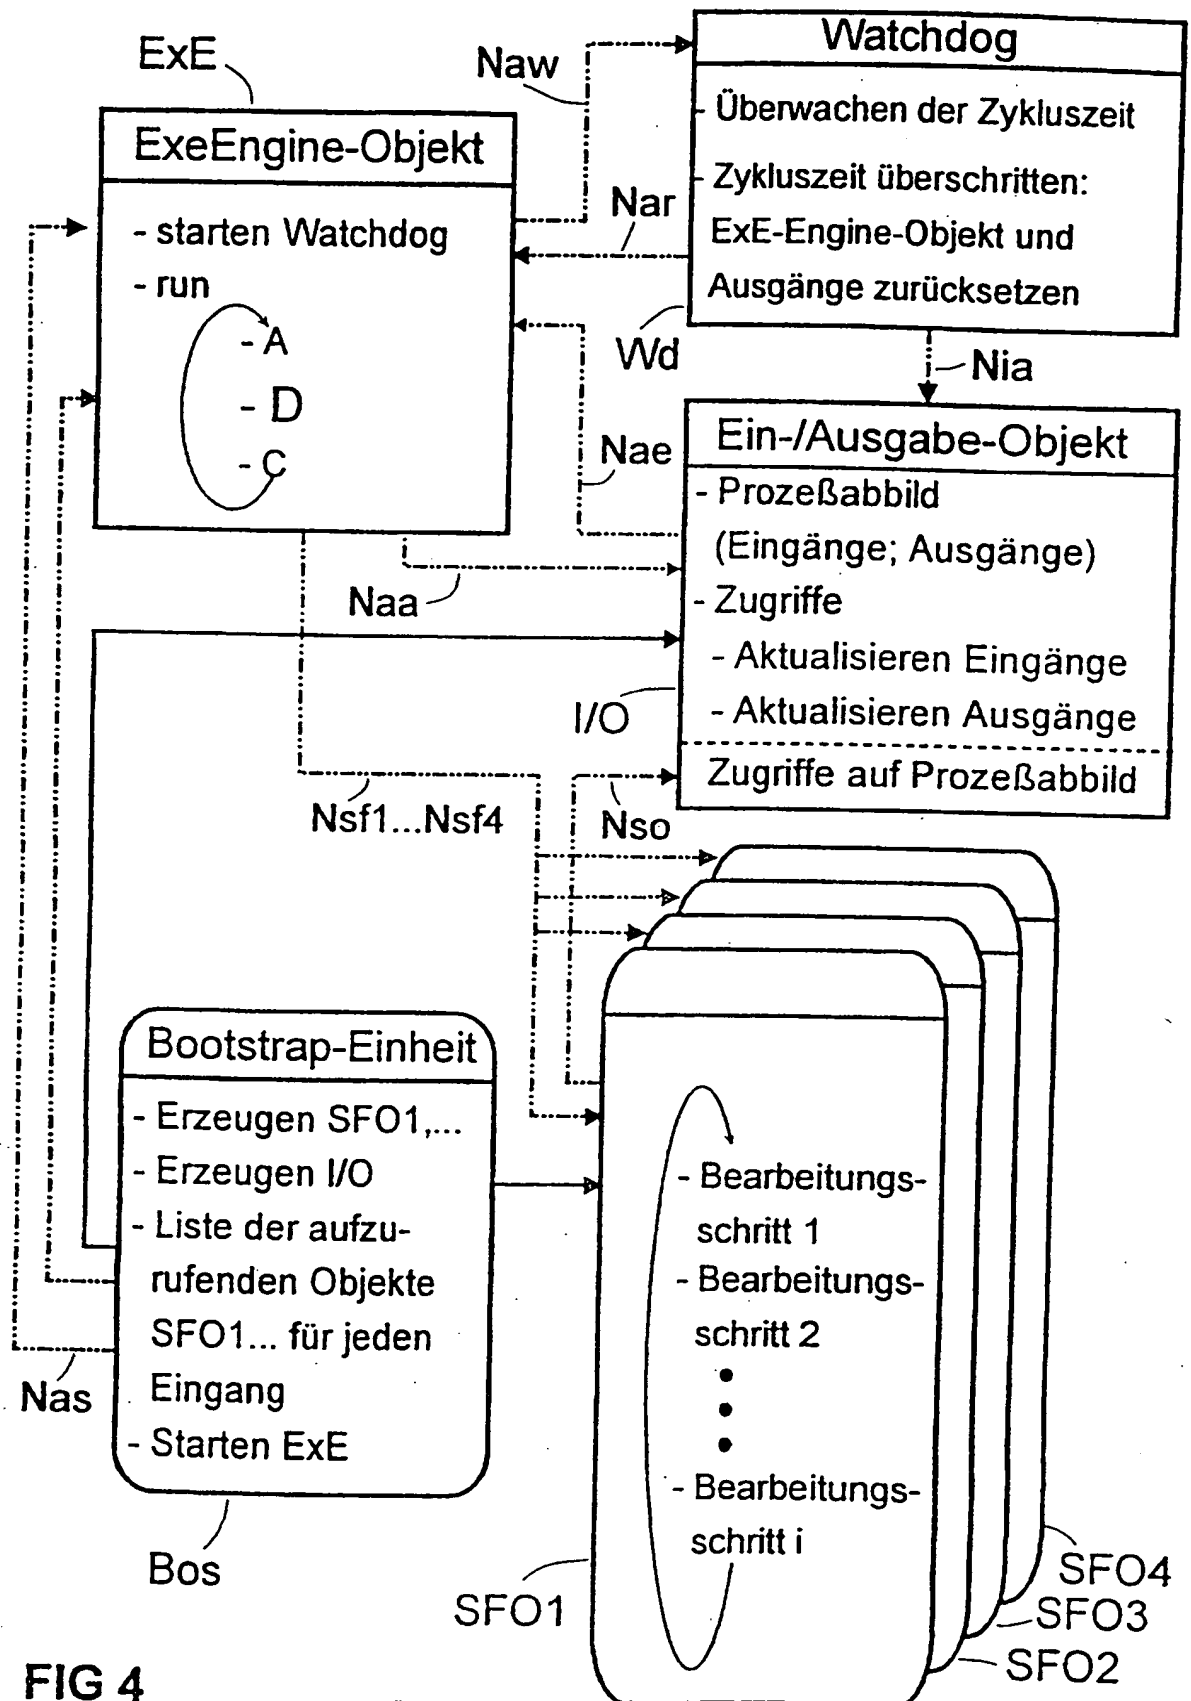 ExE
Naw
Watchdog
- Überwachen der Zykluszeit
- Zykluszeit überschritten:
ExE-Engine-Objekt und
Ausgänge zurücksetzen
ExeEngine-Objekt
- starten Watchdog
- run
- A
- D
- C
Nar
Wd
Nia
Nae
Naa
Ein-/Ausgabe-Objekt
- Prozeßabbild
(Eingänge; Ausgänge)
- Zugriffe
- Aktualisieren Eingänge
- Aktualisieren Ausgänge
Zugriffe auf Prozeßabbild
I/O
Nsf1...Nsf4
Nso
Bootstrap-Einheit
- Erzeugen SFO1,...
- Erzeugen I/O
- Liste der aufzu-
rufenden Objekte
SFO1... für jeden
Eingang
- Starten ExE
Nas
Bos
- Bearbeitungs-
schritt 1
- Bearbeitungs-
schritt 2
- Bearbeitungs-
schritt i
SFO1
SFO4
SFO3
SFO2
FIG 4